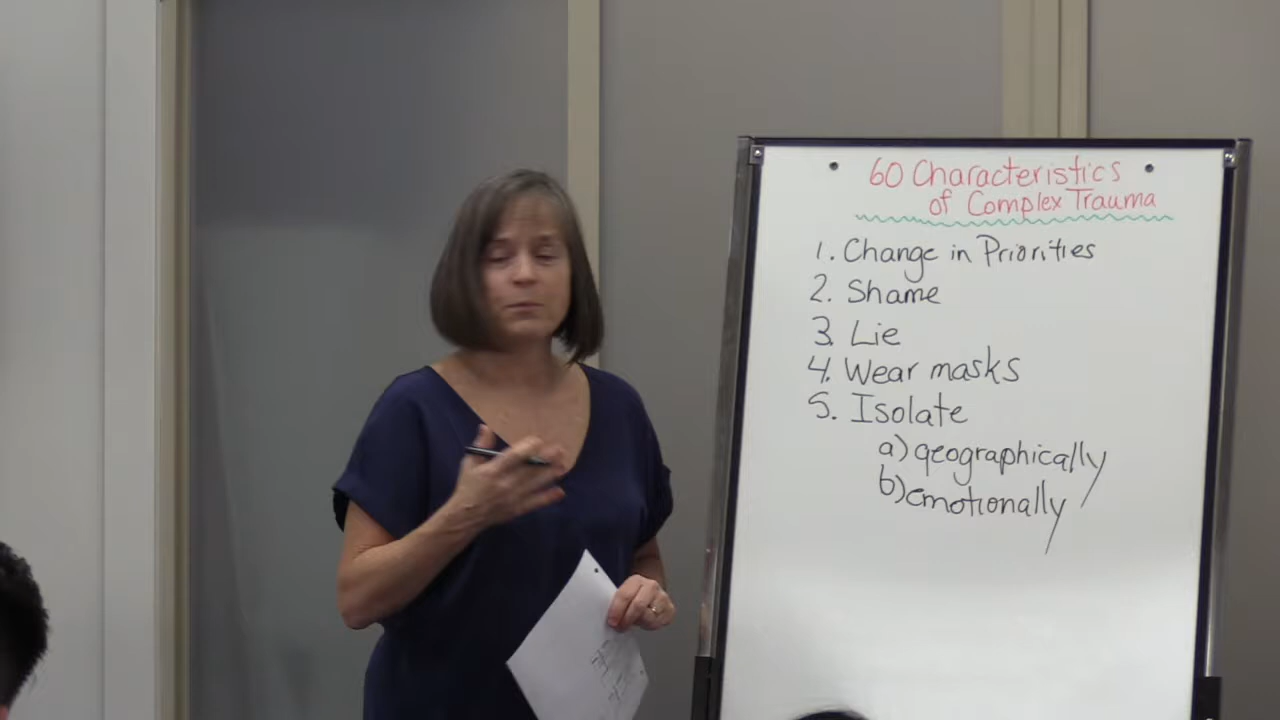 60 Characteristics
of Complex Trauma
1. Change in Priorities
2. Shame
3. Lie
4. Wear masks
5. Isolate
a) geographically
b) emotionally